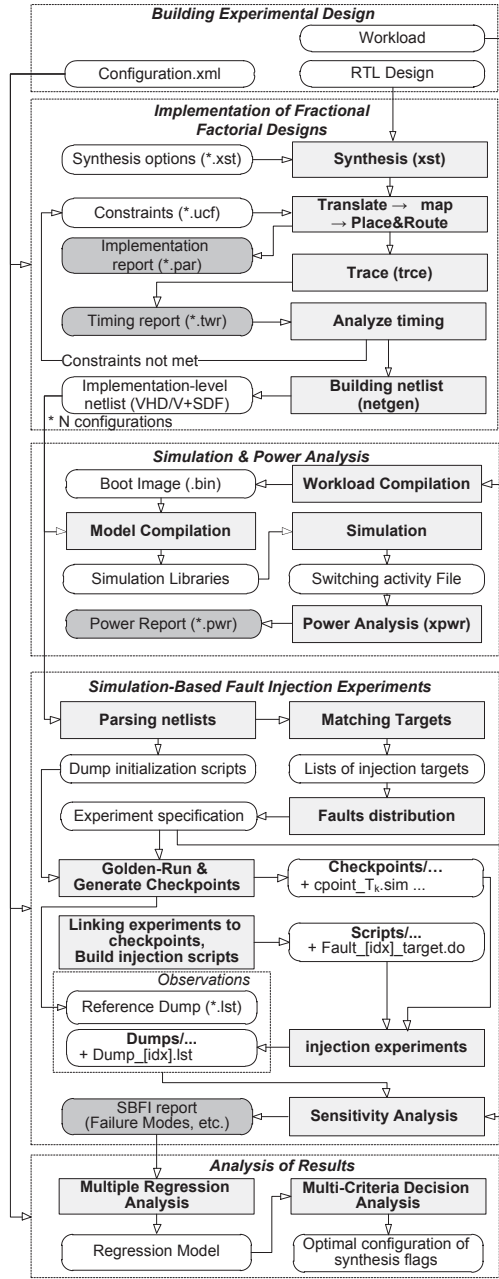 Building Experimental Design
Workload
Configuration.xml
RTL Design
Implementation of Fractional
Factorial Designs
Synthesis options (*.xst)
Synthesis (xst)
Constraints (*.ucf)
Translate → map
→ Place&Route
Implementation
report (*.par)
Trace (trce)
Timing report (*.twr)
Analyze timing
Constraints not met
Implementation-level
netlist (VHD/V+SDF)
Building netlist
(netgen)
* N configurations
Simulation & Power Analysis
Boot Image (.bin)
Workload Compilation
Model Compilation
Simulation
Simulation Libraries
Switching activity File
Power Report (*.pwr)
Power Analysis (xpwr)
Simulation-Based Fault Injection Experiments
Parsing netlists
Matching Targets
Dump initialization scripts
Lists of injection targets
Experiment specification
Faults distribution
Golden-Run &
Generate Checkpoints
Checkpoints/...
+ cpoint_Tk.sim ...
Linking experiments to
checkpoints,
Build injection scripts
Scripts/...
+ Fault_[idx]_target.do
Observations
Reference Dump (*.lst)
Dumps/...
+ Dump_[idx].lst
injection experiments
SBFI report
(Failure Modes, etc.)
Sensitivity Analysis
Analysis of Results
Multiple Regression
Analysis
Multi-Criteria Decision
Analysis
Regression Model
Optimal configuration of
synthesis flags